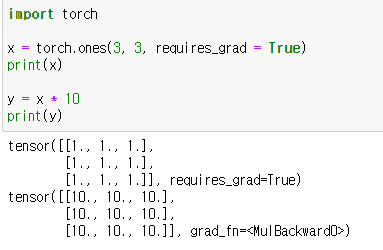 import torch
x = torch.ones(3, 3, requires_grad = True)
print(x)
y = x * 10
print(y)
tensor([[1., 1., 1.],
[1., 1., 1.],
[1., 1., 1.]], requires_grad=True)
tensor([[10., 10., 10.],
[10., 10., 10.],
[10., 10., 10.]], grad_fn=<MulBackward0>)